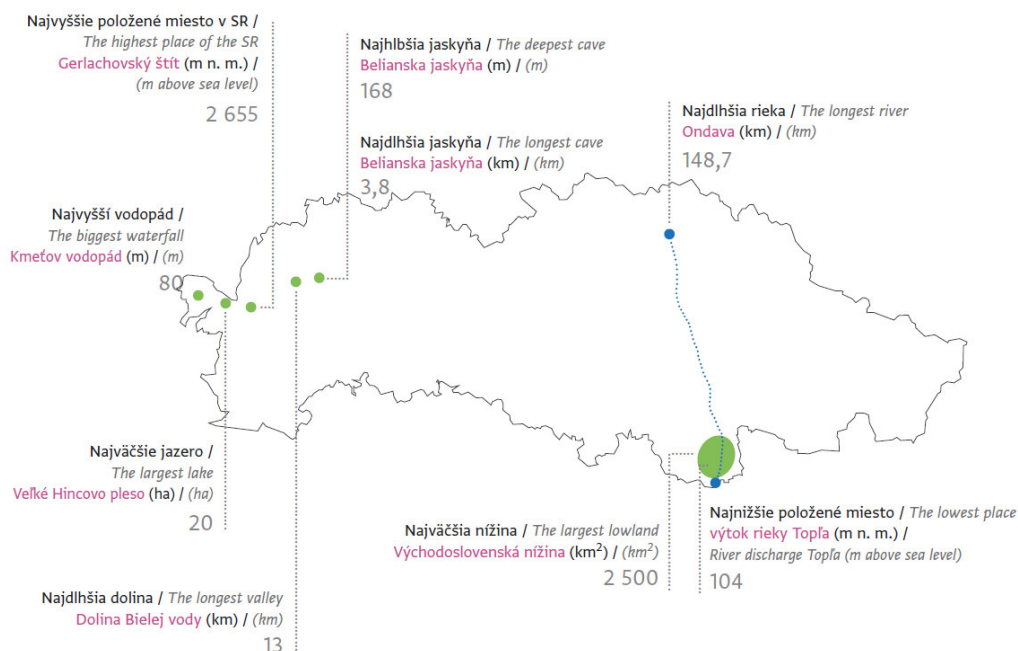 Najvyššie položené miesto v SR /
The highest place of the SR
Gerlachovský štít (m n. m.) /
(m above sea level)
2 655
Najhlbšia jaskyňa / The deepest cave
Belianska jaskyňa (m) / (m)
168
Najdlhšia jaskyňa / The longest cave
Belianska jaskyňa (km) / (km)
3,8
Najdlhšia rieka / The longest river
Ondava (km) / (km)
148,7
Najvyšší vodopád /
The biggest waterfall
Kmeťov vodopád (m) / (m)
80
Najväčšie jazero /
The largest lake
Veľké Hincovo pleso (ha) / (ha)
20
Najväčšia nížina / The largest lowland
Východoslovenská nížina (km²) / (km²)
2 500
Najnižšie položené miesto / The lowest place
výtok rieky Topľa (m n. m.) /
River discharge Topľa (m above sea level)
104
Najdlhšia dolina / The longest valley
Dolina Bielej vody (km) / (km)
13